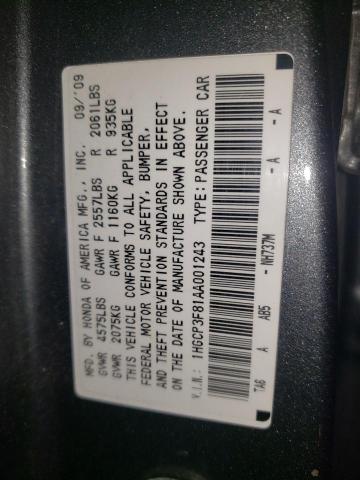 MFD. BY HONDA OF AMERICA MFG., INC. 09/'09
GVWR 4575LBS GAWR F 2557LBS R 2061LBS
GVWR 2075KG GAWR F 1160KG R 935KG
THIS VEHICLE CONFORMS TO ALL APPLICABLE
FEDERAL MOTOR VEHICLE SAFETY, BUMPER,
AND THEFT PREVENTION STANDARDS IN EFFECT
ON THE DATE OF MANUFACTURE SHOWN ABOVE.
V.I.N.: 1HGCP3F81AA001243 TYPE:PASSENGER CAR
TA6 A AB5 - NH737M - A - A